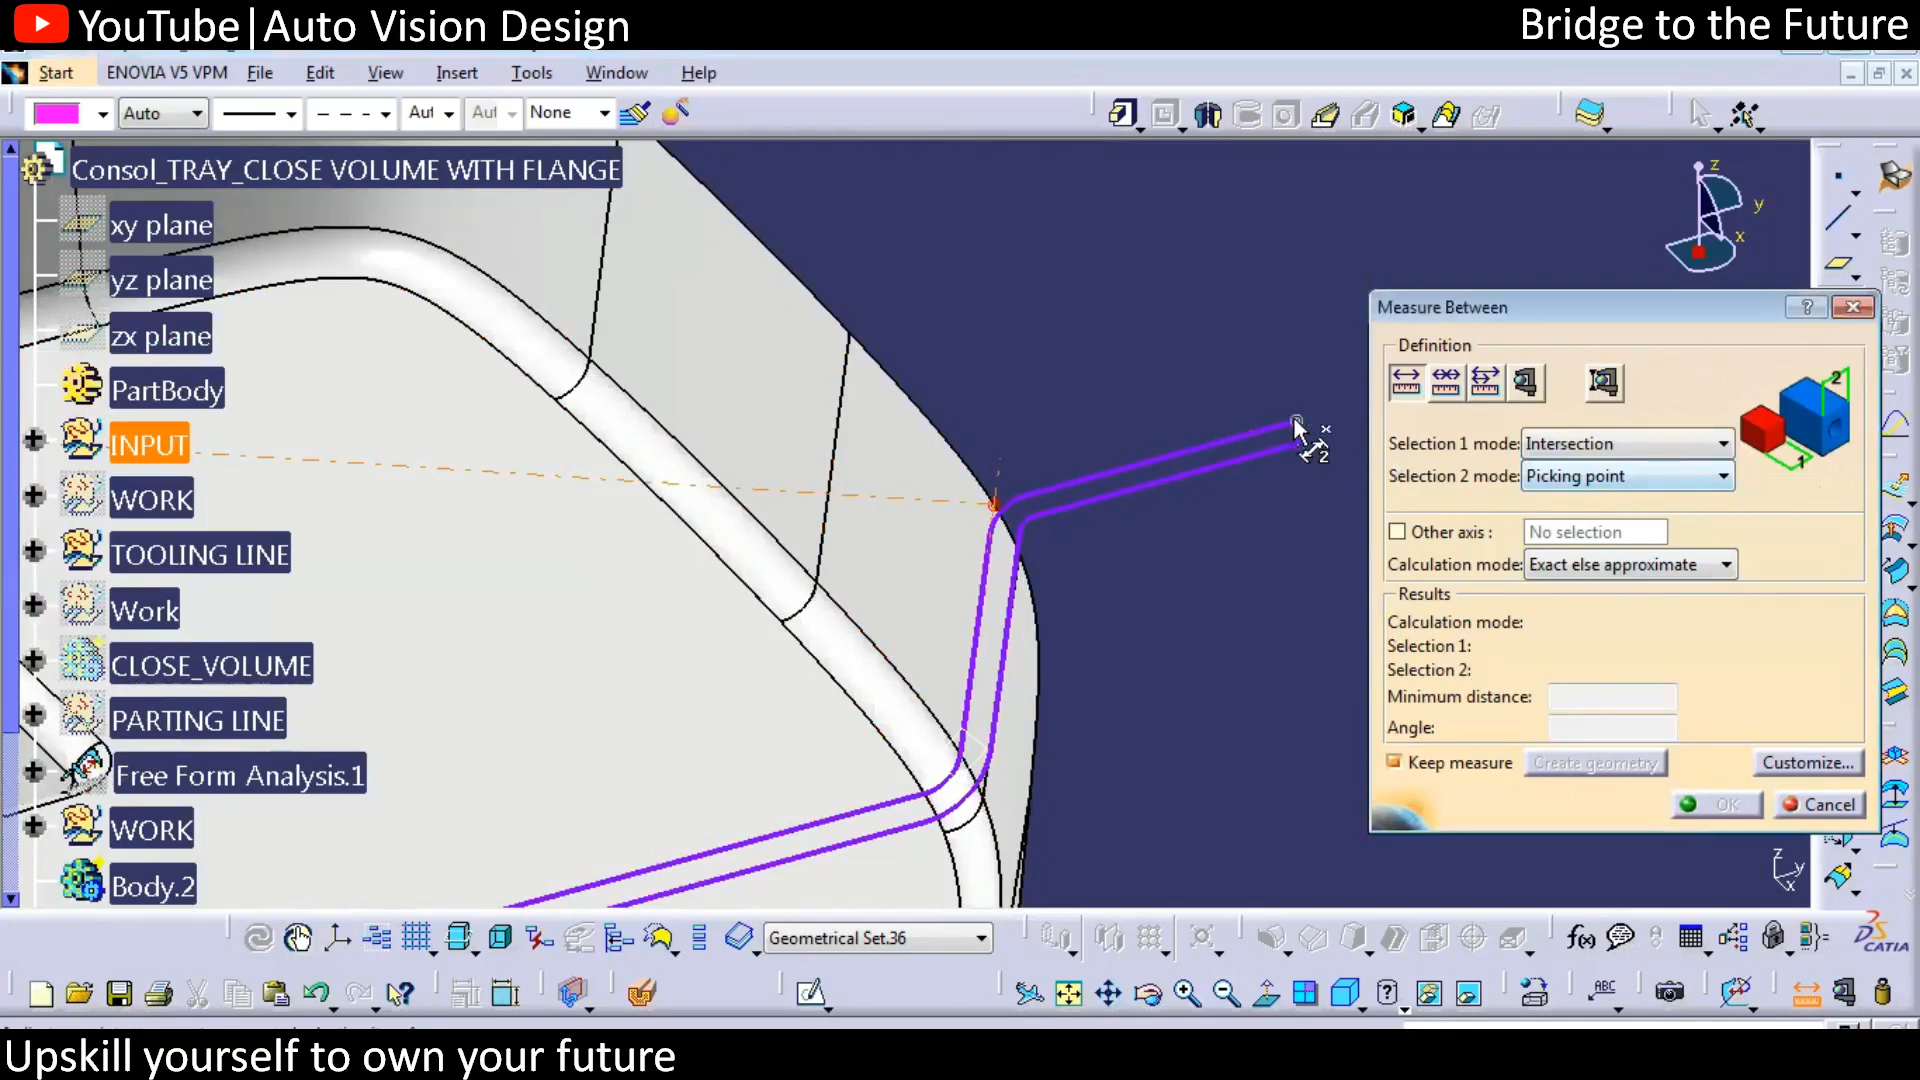 YouTube|Auto Vision Design
Bridge to the Future
Start ENOVIA V5 VPM File Edit View Insert Tools Window Help
Auto Aut Aut None
Consol_TRAY_CLOSE VOLUME WITH FLANGE
xy plane
yz plane
zx plane
PartBody
INPUT
WORK
TOOLING LINE
Work
CLOSE_VOLUME
PARTING LINE
Free Form Analysis.1
WORK
Body.2
z
y
x
2
Measure Between
?
Definition
2
1
Selection 1 mode: Intersection
Selection 2 mode: Picking point
Other axis : No selection
Calculation mode: Exact else approximate
Results
Calculation mode:
Selection 1:
Selection 2:
Minimum distance:
Angle:
Keep measure Create geometry Customize...
OK Cancel
z
y
x
Geometrical Set.36
f(x)
CATIA
ABC
Upskill yourself to own your future